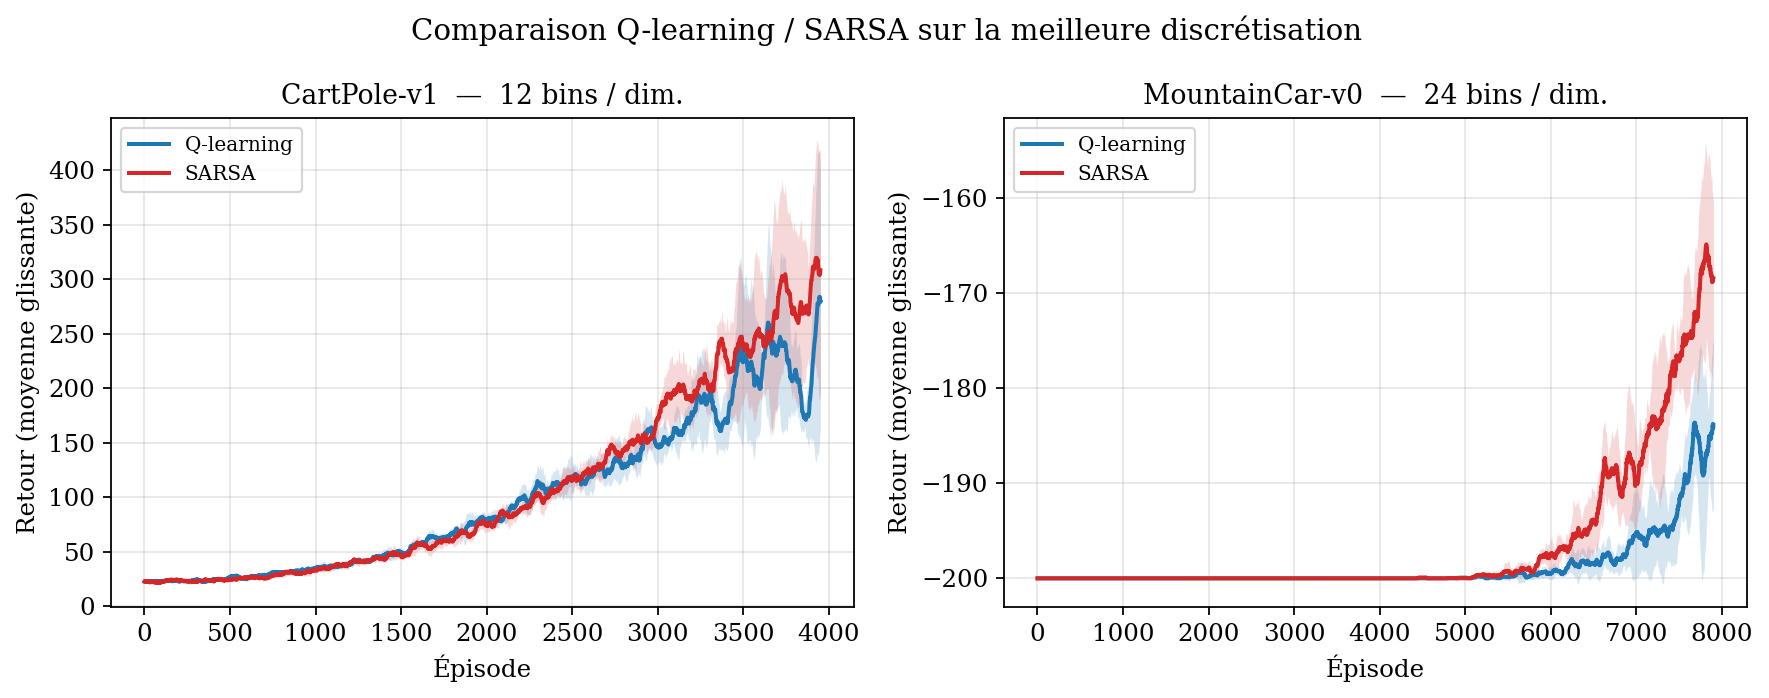 Comparaison Q-learning / SARSA sur la meilleure discrétisation
CartPole-v1 — 12 bins / dim.
Q-learning
SARSA
Retour (moyenne glissante)
400
350
300
250
200
150
100
50
0
0 500 1000 1500 2000 2500 3000 3500 4000
Épisode
MountainCar-v0 — 24 bins / dim.
Q-learning
SARSA
Retour (moyenne glissante)
−160
−170
−180
−190
−200
0 1000 2000 3000 4000 5000 6000 7000 8000
Épisode